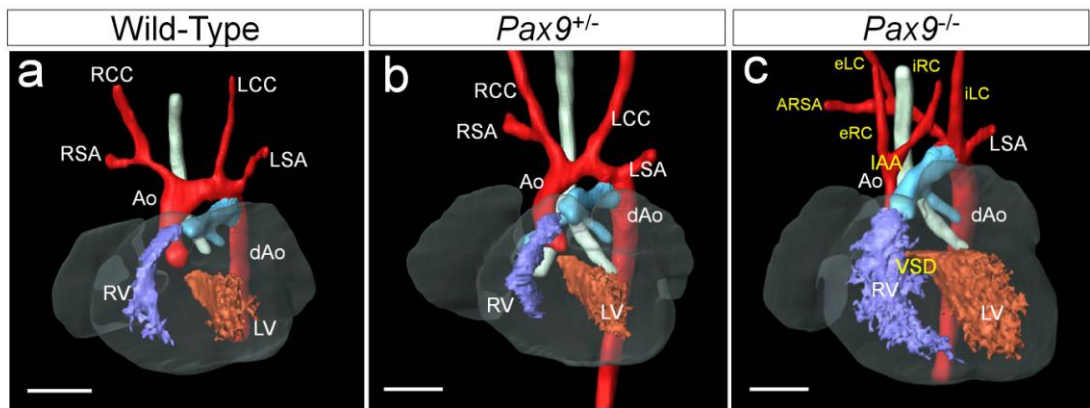 Wild-Type
Pax9+/-
Pax9-/-
a
RCC
LCC
RSA
LSA
Ao
dAo
RV
LV
b
RCC
LCC
RSA
LSA
Ao
dAo
RV
LV
c
eLC
iRC
ARSA
iLC
eRC
LSA
IAA
Ao
dAo
VSD
RV
LV